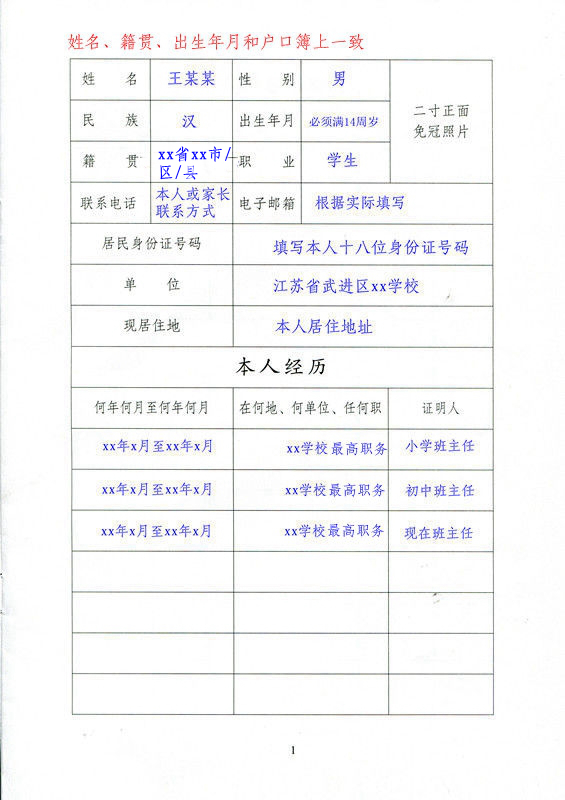 姓名、籍贯、出生年月和户口簿上一致
姓 名 王某某 性 别 男
二寸正面
免冠照片
民 族 汉 出生年月 必须满14周岁
籍 贯 xx省xx市/
区/县
职 业 学生
联系电话 本人或家长
联系方式
电子邮箱 根据实际填写
居民身份证号码 填写本人十八位身份证号码
单 位 江苏省武进区xx学校
现居住地 本人居住地址
本人经历
何年何月至何年何月 在何地、何单位、任何职 证明人
xx年x月至xx年x月 xx学校最高职务 小学班主任
xx年x月至xx年x月 xx学校最高职务 初中班主任
xx年x月至xx年x月 xx学校最高职务 现在班主任
1